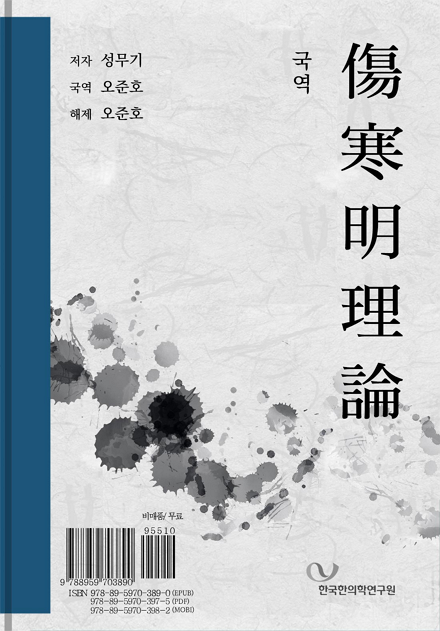 傷寒明理論
국역
저자 성무기
국역 오준호
해제 오준호
비매품/ 무료
95510
9 788959 703890
ISBN 978-89-5970-389-0 (EPUB)
978-89-5970-397-5 (PDF)
978-89-5970-398-2 (MOBI)
한국한의학연구원